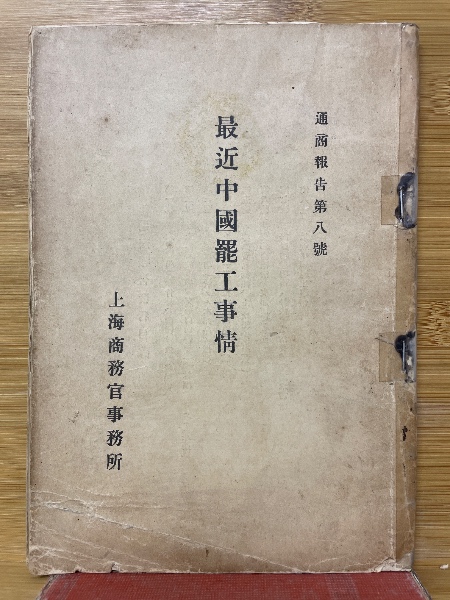 通商報告第八號
最近中國罷工事情
上海商務官事務所